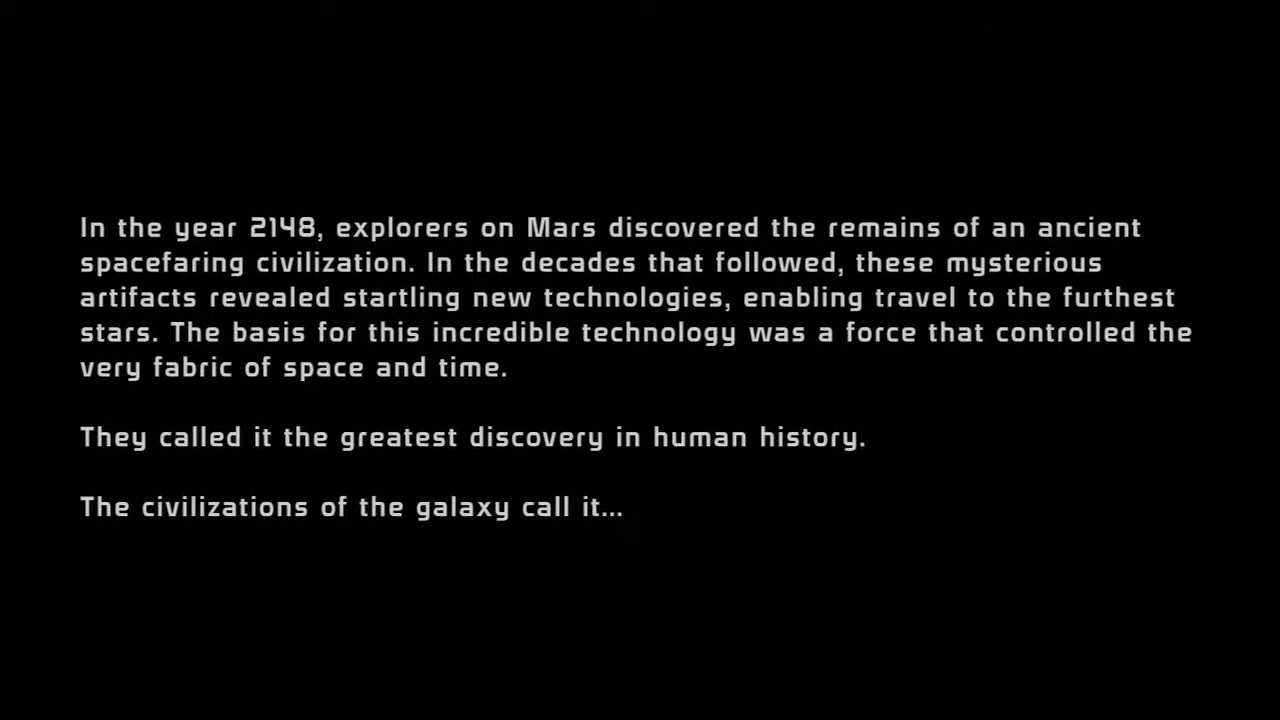 In the year 2148, explorers on Mars discovered the remains of an ancient
spacefaring civilization. In the decades that followed, these mysterious
artifacts revealed startling new technologies, enabling travel to the furthest
stars. The basis for this incredible technology was a force that controlled the
very fabric of space and time.
They called it the greatest discovery in human history.
The civilizations of the galaxy call it...